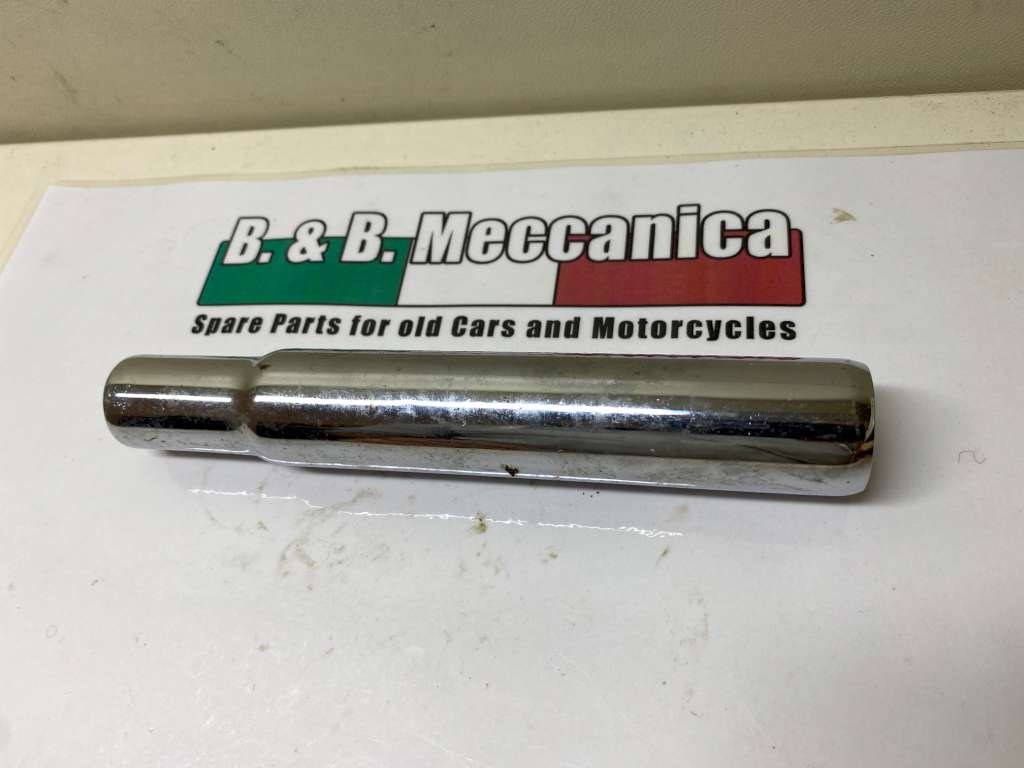 B. & B. Meccanica
Spare Parts for old Cars and Motorcycles